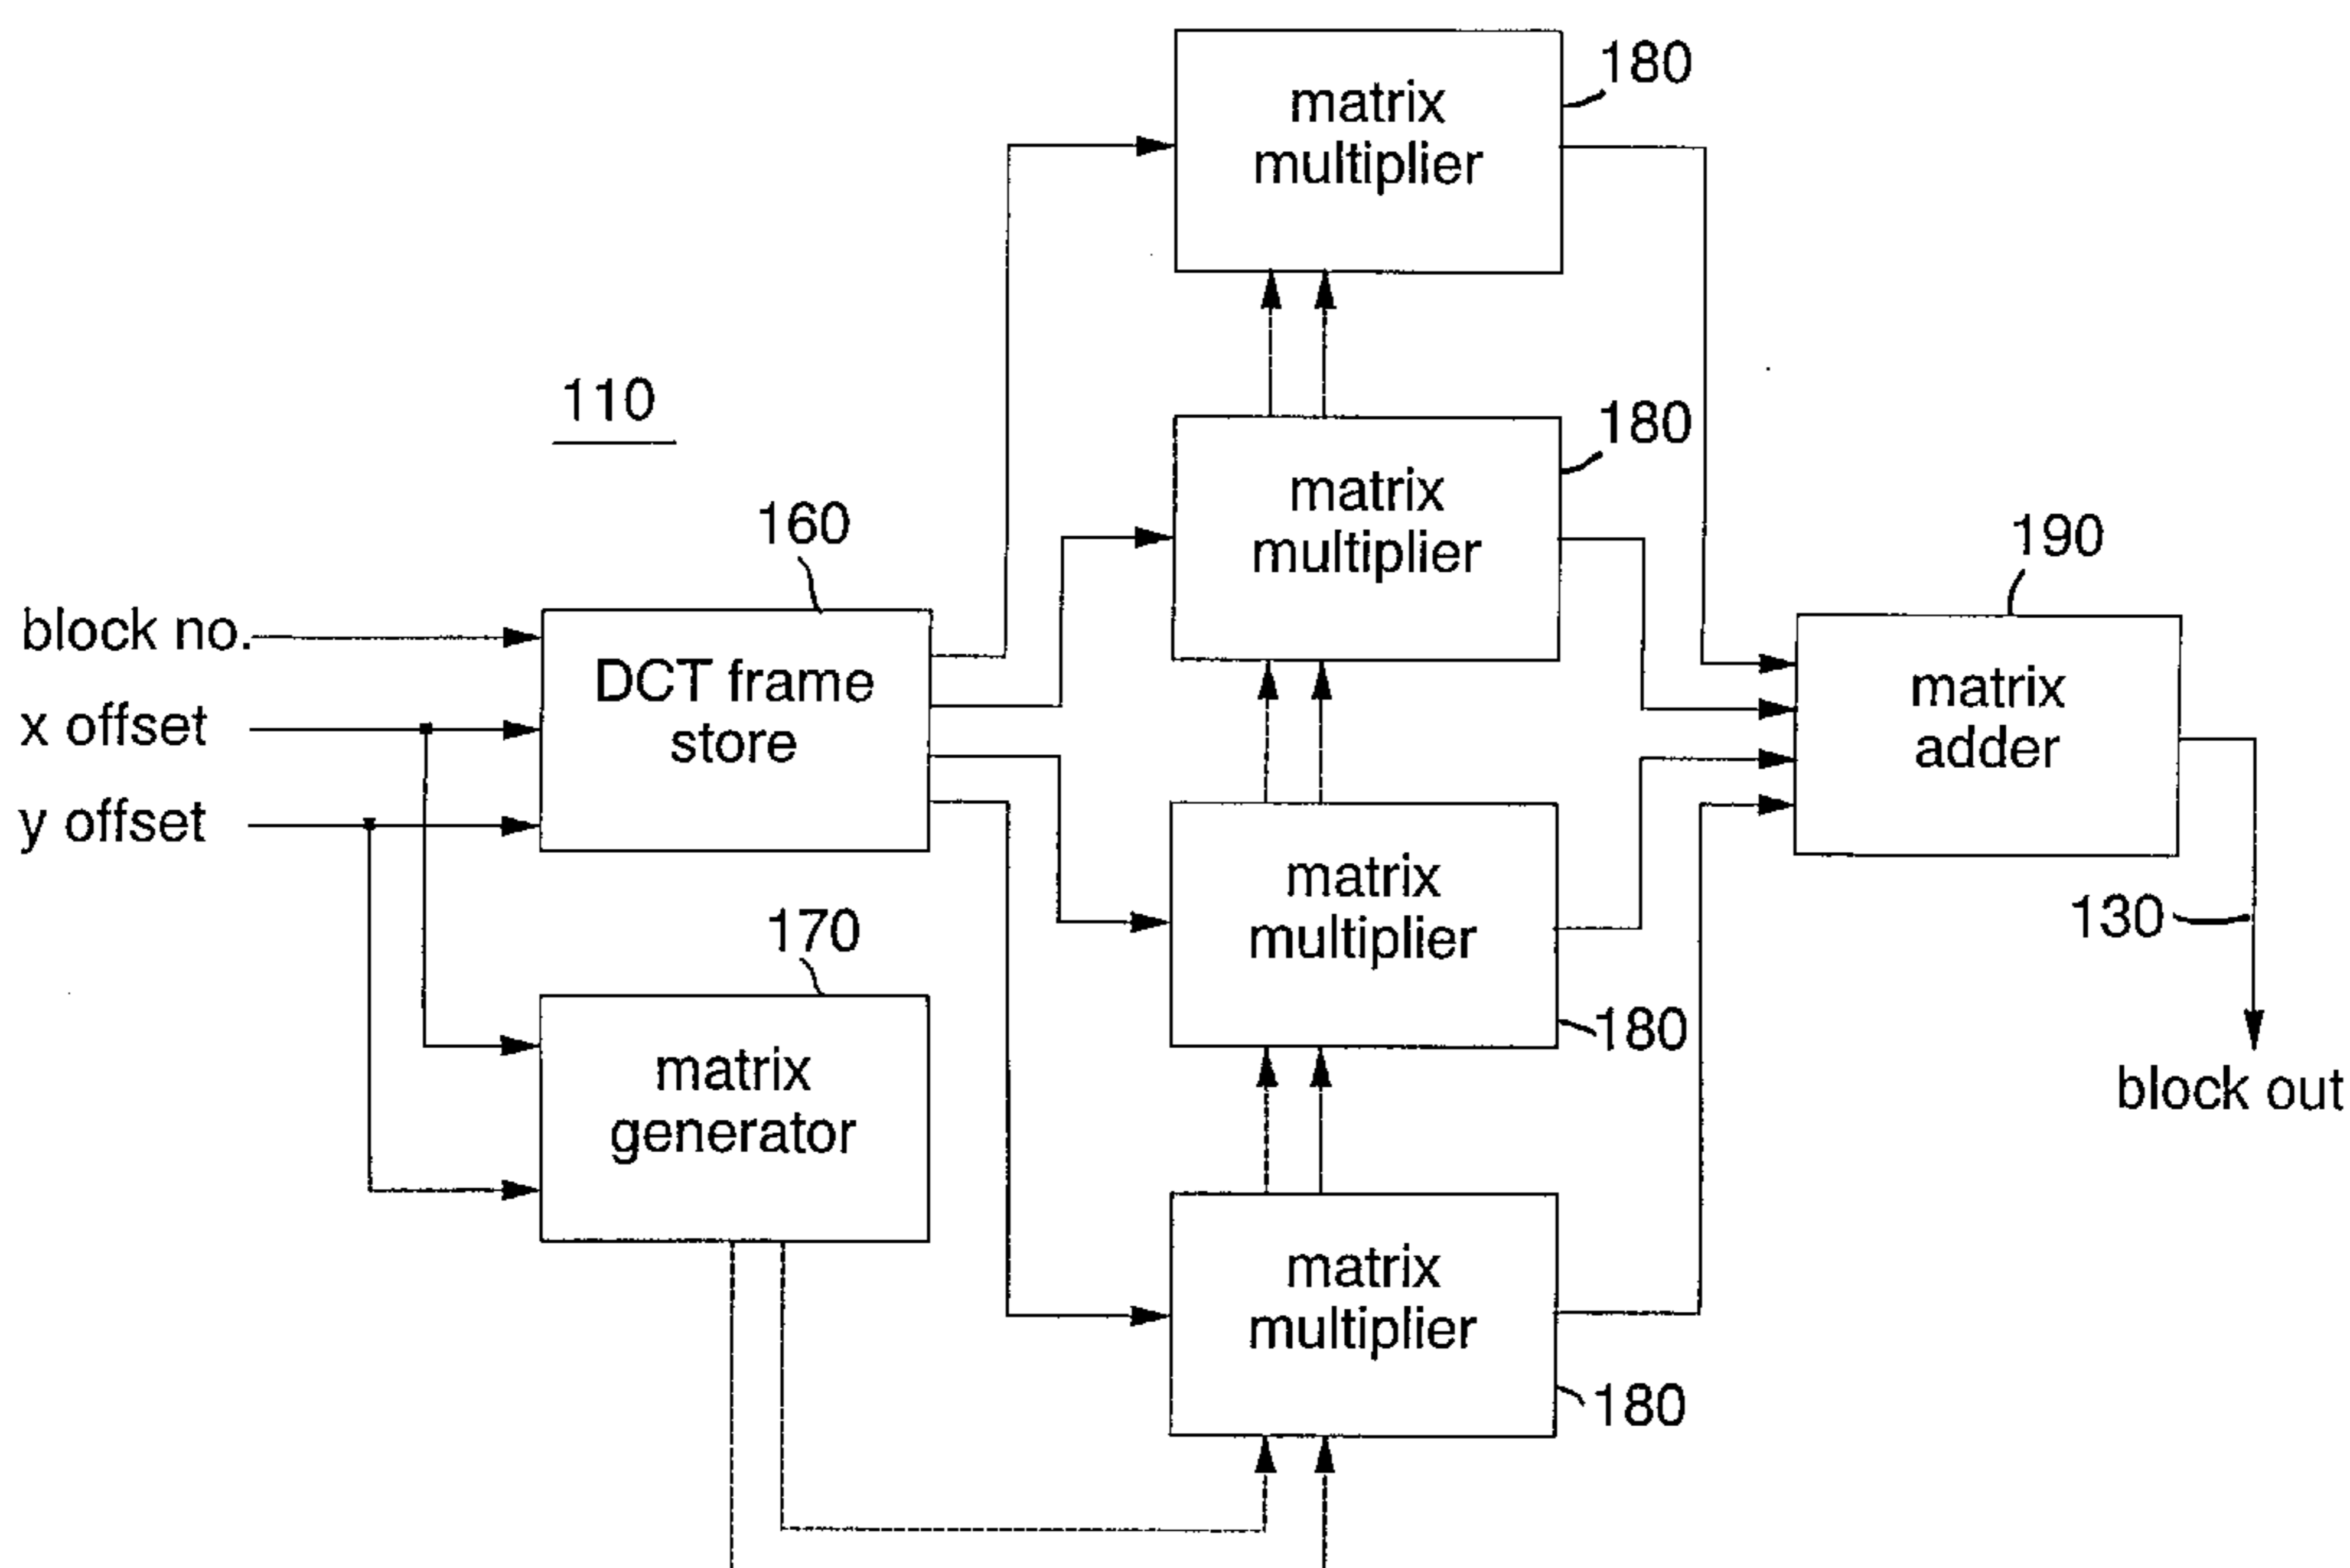 180
matrix
multiplier
110
180
matrix
multiplier
160
190
block no.
x offset
y offset
DCT frame
store
matrix
adder
170
matrix
multiplier
130
180
matrix
generator
block out
matrix
multiplier
180